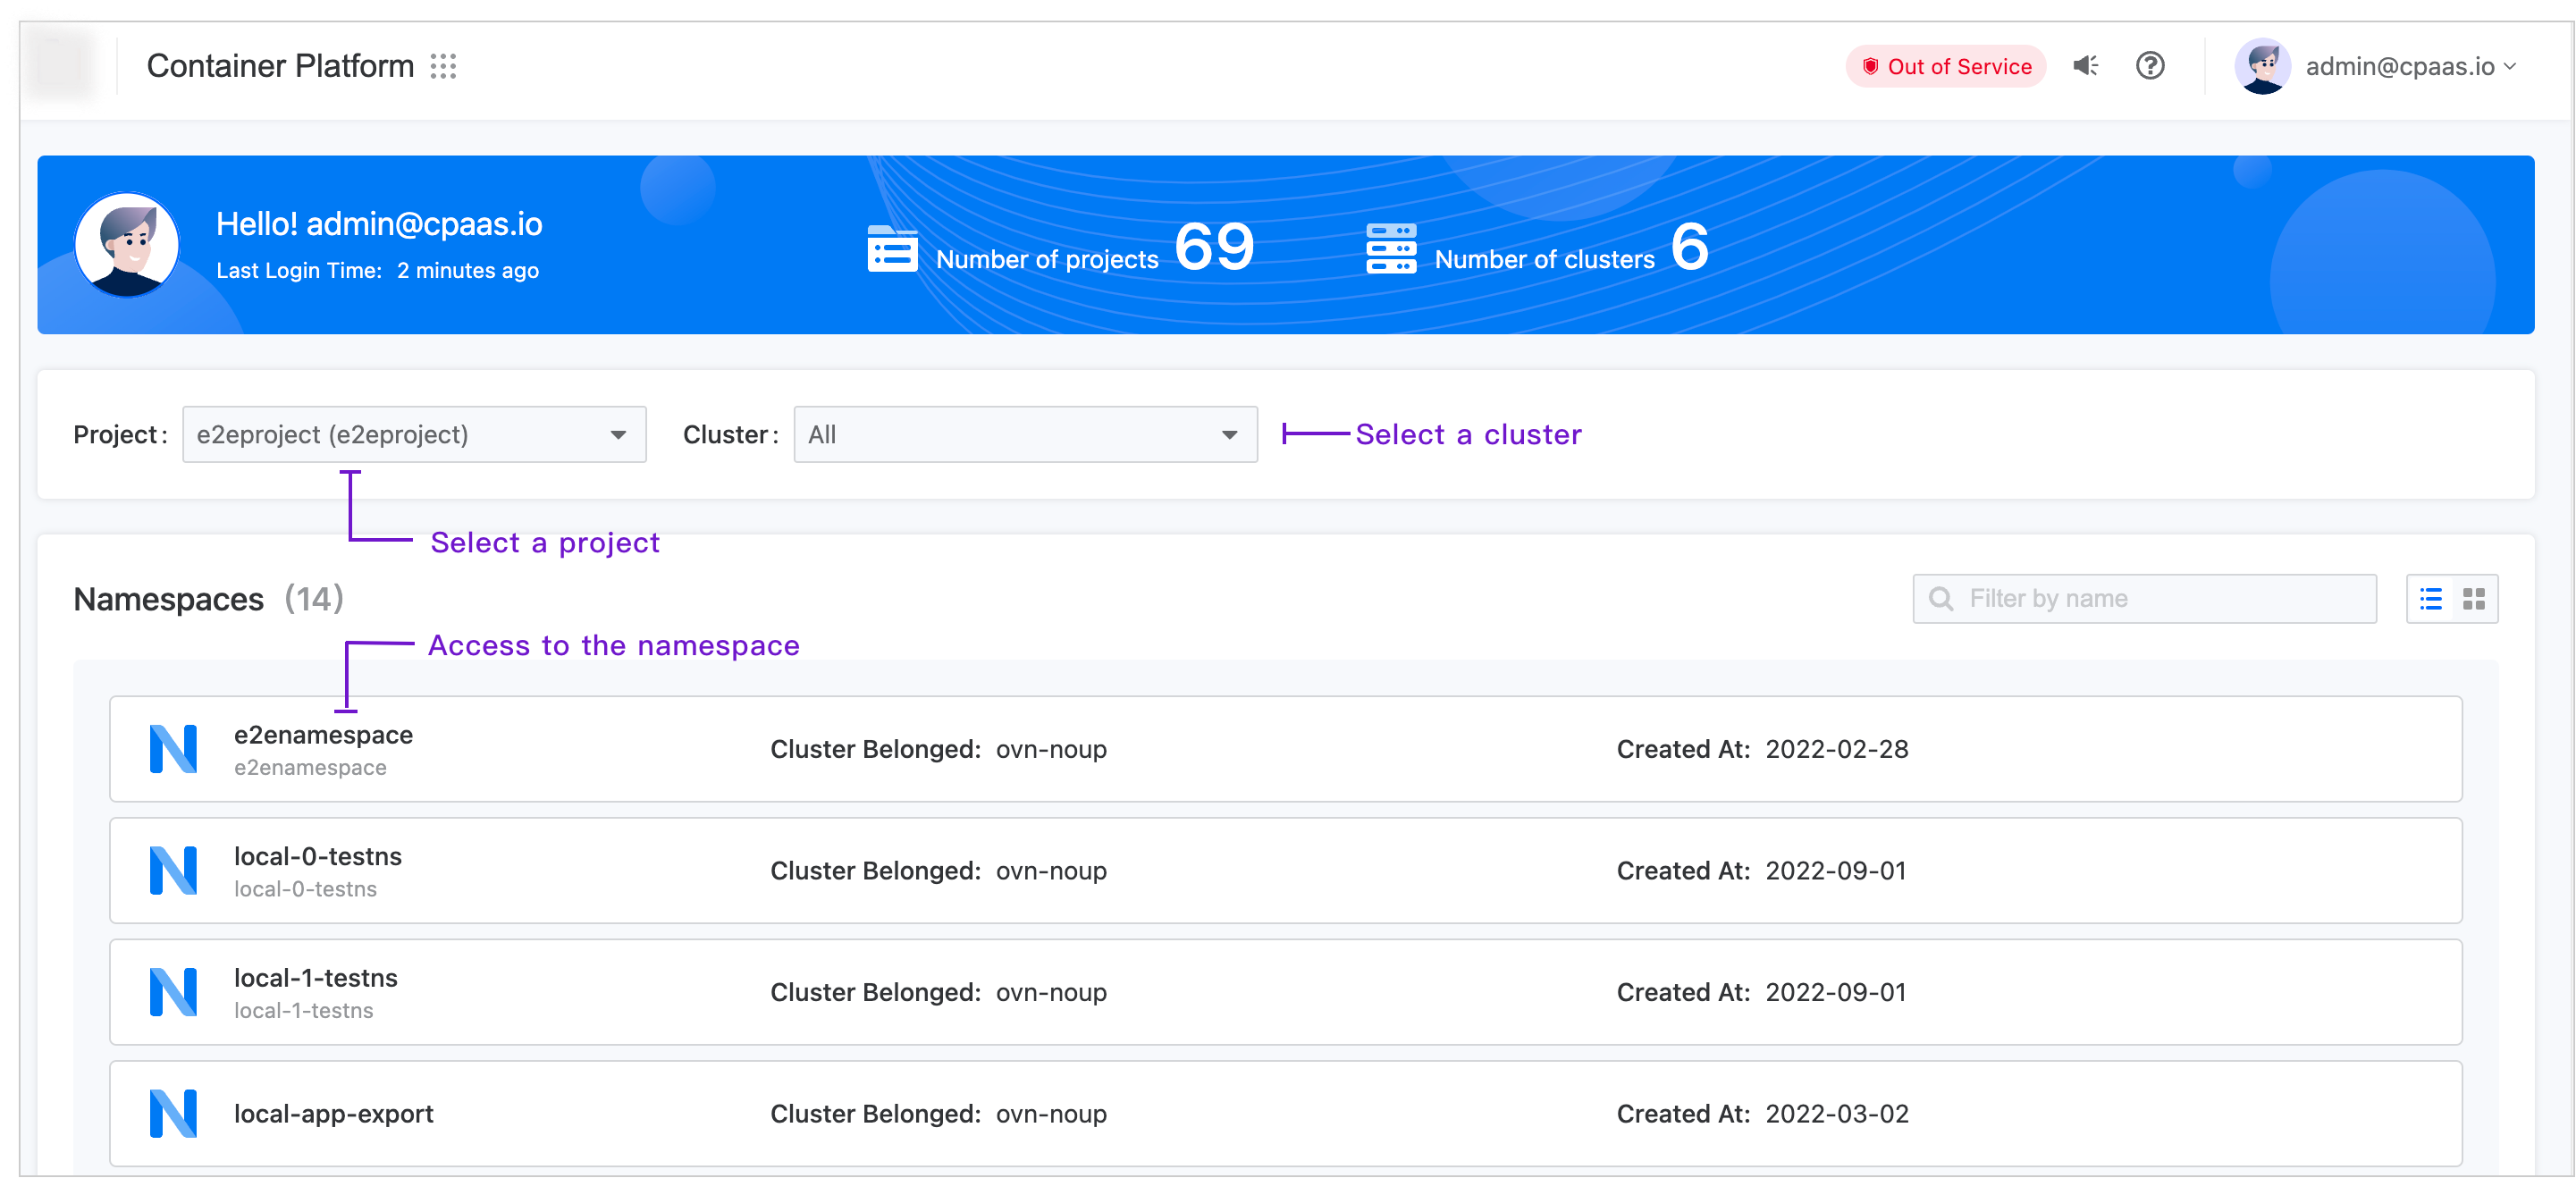 Container Platform
Out of Service
admin@cpaas.io
Hello! admin@cpaas.io
Last Login Time: 2 minutes ago
Number of projects 69
Number of clusters 6
Project: e2eproject (e2eproject)
Cluster: All
Select a cluster
Select a project
Namespaces (14)
Filter by name
Access to the namespace
e2enamespace
e2enamespace
Cluster Belonged: ovn-noup
Created At: 2022-02-28
local-0-testns
local-0-testns
Cluster Belonged: ovn-noup
Created At: 2022-09-01
local-1-testns
local-1-testns
Cluster Belonged: ovn-noup
Created At: 2022-09-01
local-app-export
Cluster Belonged: ovn-noup
Created At: 2022-03-02